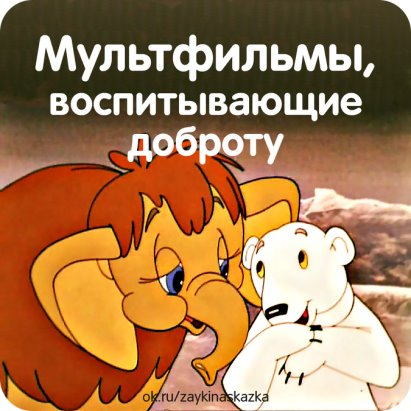 Мультфильмы,
воспитывающие
доброту
ok.ru/zaykinaskazka